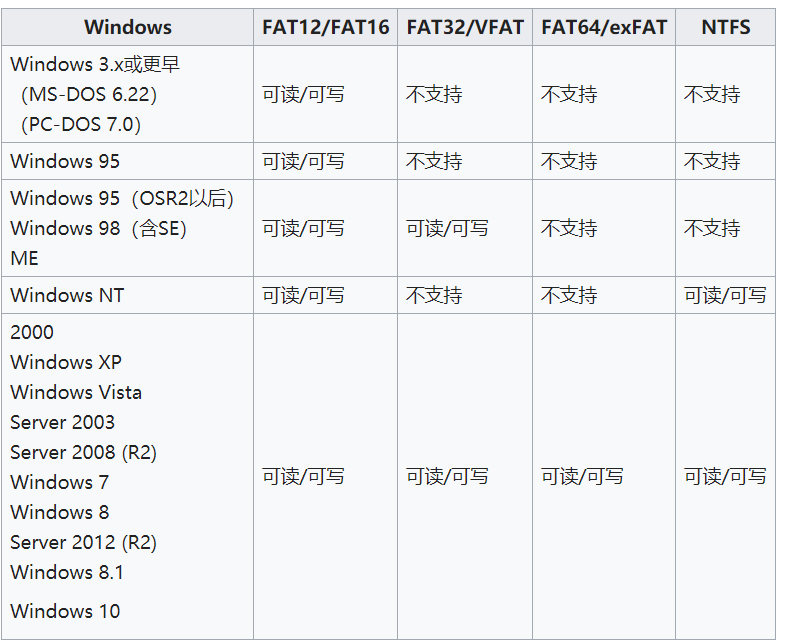 Windows FAT12/FAT16 FAT32/VFAT FAT64/exFAT NTFS
Windows 3.x或更早
（MS-DOS 6.22）
（PC-DOS 7.0）
可读/可写 不支持 不支持 不支持
Windows 95 可读/可写 不支持 不支持 不支持
Windows 95（OSR2以后）
Windows 98（含SE）
ME
可读/可写 可读/可写 不支持 不支持
Windows NT 可读/可写 不支持 不支持 可读/可写
2000
Windows XP
Windows Vista
Server 2003
Server 2008 (R2)
Windows 7
Windows 8
Server 2012 (R2)
Windows 8.1
Windows 10
可读/可写 可读/可写 可读/可写 可读/可写